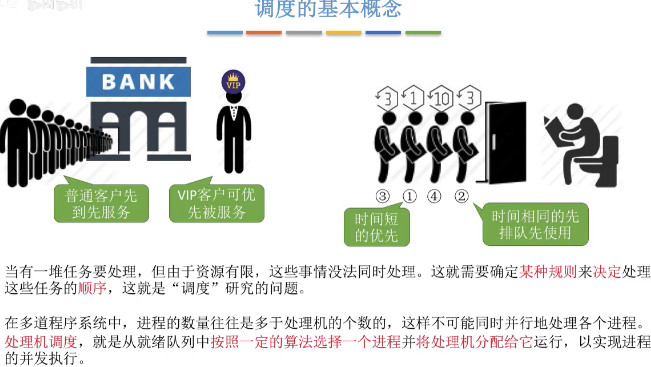 调度的基本概念
BANK
VIP
3
1
10
3
普通客户先
到先服务
VIP客户可优
先被服务
③
①
④
②
时间短
的优先
时间相同的先
排队先使用
当有一堆任务要处理，但由于资源有限，这些事情没法同时处理。这就需要确定某种规则来决定处理
这些任务的顺序，这就是“调度”研究的问题。
在多道程序系统中，进程的数量往往是多于处理机的个数的，这样不可能同时并行地处理各个进程。
处理机调度，就是从就绪队列中按照一定的算法选择一个进程并将处理机分配给它运行，以实现进程
的并发执行。